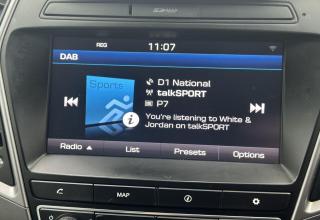 REG 11:07
DAB
Sports
D1 National
talkSPORT
P7
You're listening to White &
Jordan on talkSPORT
Radio List Presets Options
MAP